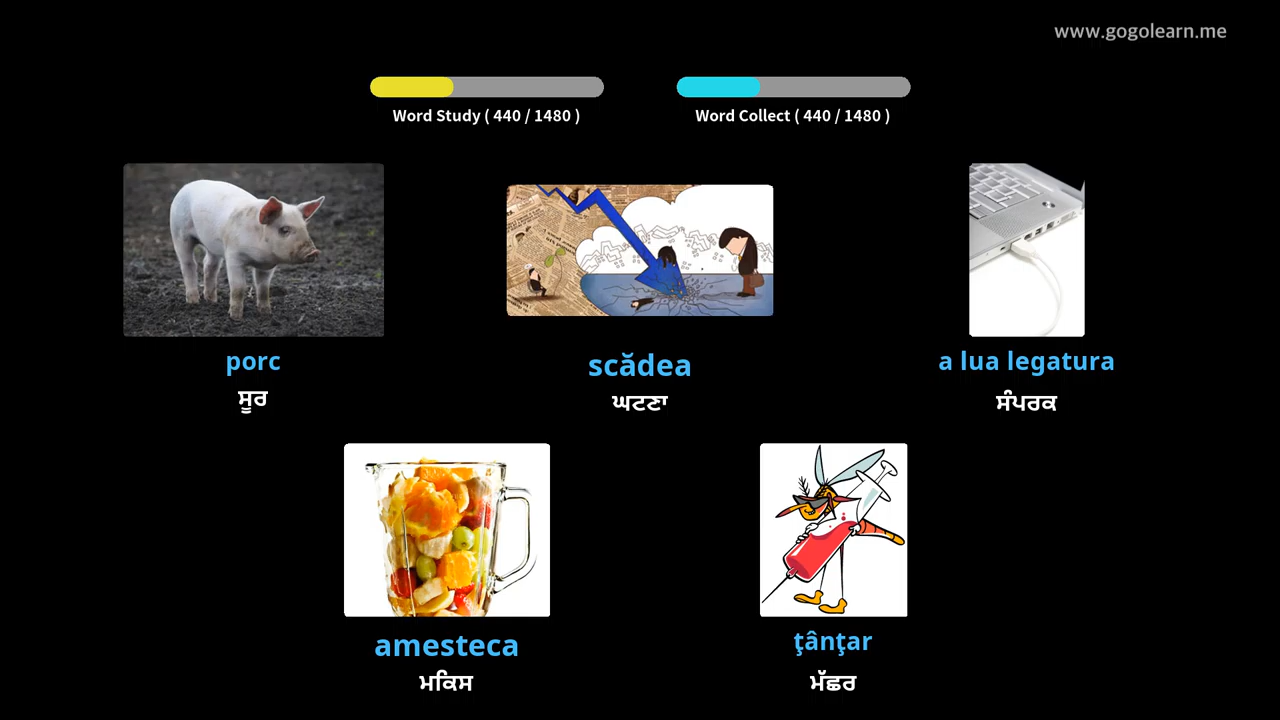 www.gogolearn.me
Word Study ( 440 / 1480 )
Word Collect ( 440 / 1480 )
porc
ਸੂਰ
scădea
ਘਟਣਾ
a lua legatura
ਸੰਪਰਕ
amesteca
ਮਕਿਸ
ţânţar
ਮੱਛਰ